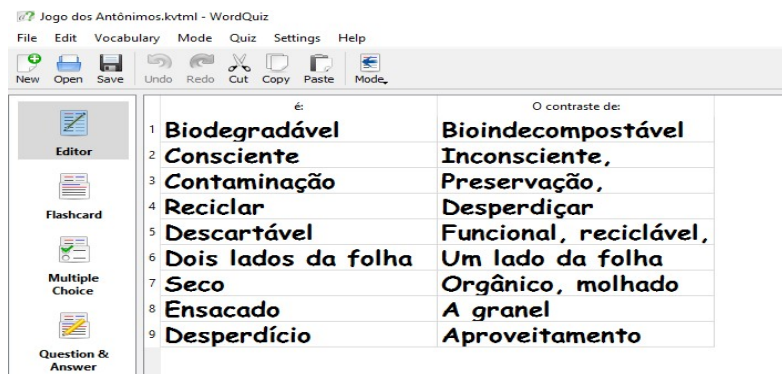 Jogo dos Antônimos.kvtml - WordQuiz
File Edit Vocabulary Mode Quiz Settings Help
New Open Save Undo Redo Cut Copy Paste Mode
é: O contraste de:
1 Biodegradável Bioindecompostável
2 Consciente Inconsciente,
3 Contaminação Preservação,
4 Reciclar Desperdiçar
5 Descartável Funcional, reciclável,
6 Dois lados da folha Um lado da folha
7 Seco Orgânico, molhado
8 Ensacado A granel
9 Desperdício Aproveitamento
Editor
Flashcard
Multiple
Choice
Question &
Answer